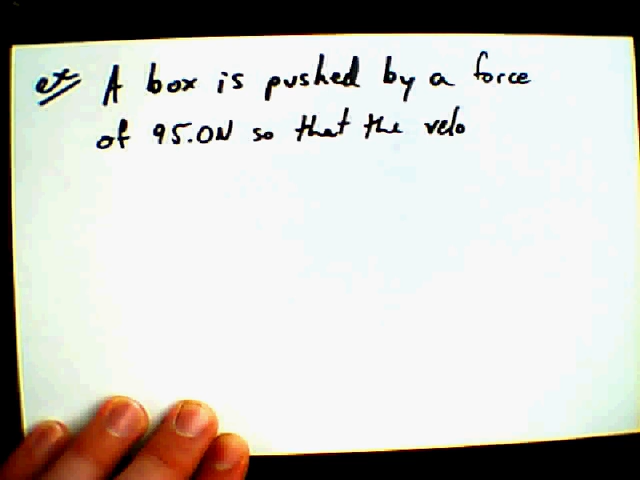 ex A box is pushed by a force
of 95.0N so that the velo